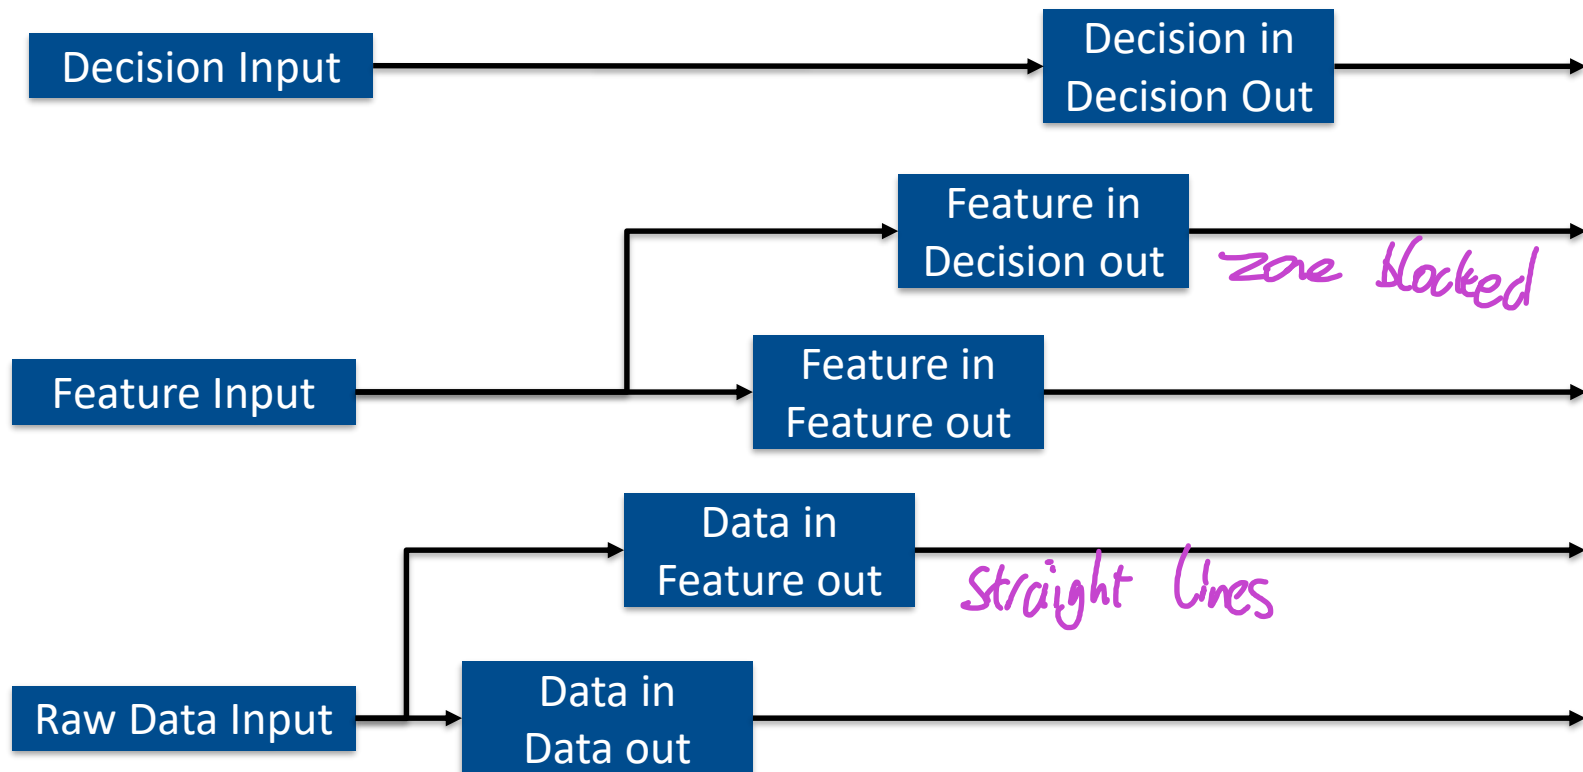 Decision Input
Decision in
Decision Out
Feature in
Decision out
zone blocked
Feature Input
Feature in
Feature out
Data in
Feature out
straight lines
Raw Data Input
Data in
Data out